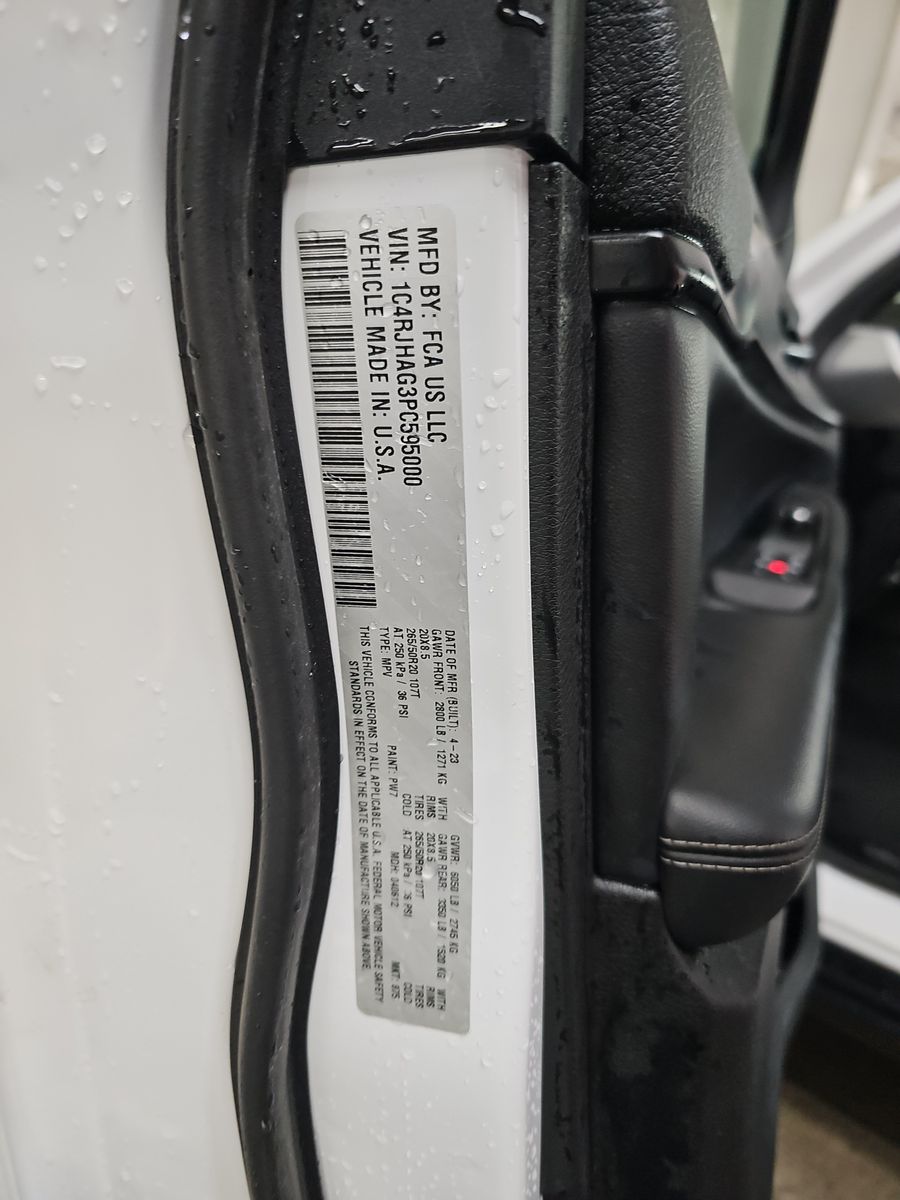 MFD BY: FCA US LLC
VIN: 1C4RJHAG3PC595000
VEHICLE MADE IN: U.S.A.
DATE OF MFR (BUILT): 4-23 GVWR: 6050 LB / 2745 KG
GAWR FRONT: 2800 LB / 1271 KG WITH GAWR REAR: 3350 LB / 1520 KG WITH
20X8.5 RIMS 20X8.5 RIMS
265/50R20 107T TIRES 265/50R20 107T TIRES
AT 250 kPa / 36 PSI COLD AT 250 kPa / 36 PSI COLD
TYPE: MPV PAINT: PW7 MDH: 040612 MKT: 875
THIS VEHICLE CONFORMS TO ALL APPLICABLE U.S.A. FEDERAL MOTOR VEHICLE SAFETY
STANDARDS IN EFFECT ON THE DATE OF MANUFACTURE SHOWN ABOVE.